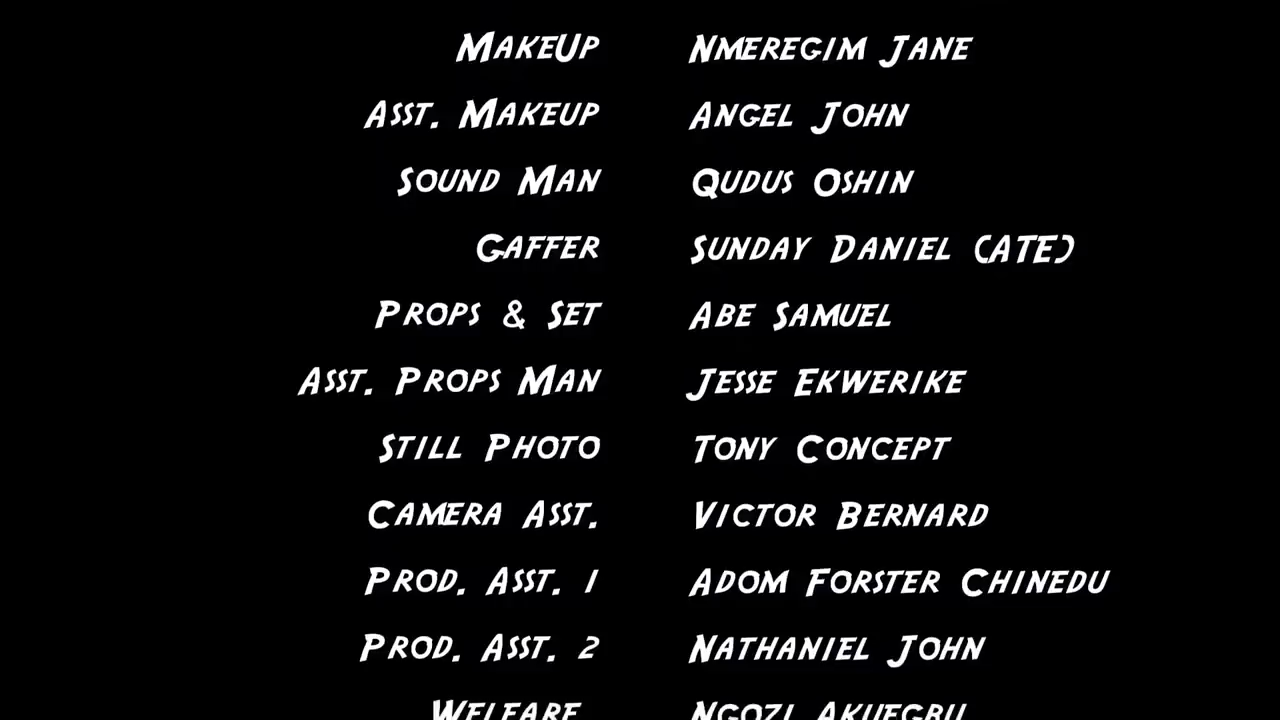 MakeUp Nmeregim Jane
Asst. Makeup Angel John
Sound Man Qudus Oshin
Gaffer Sunday Daniel (ATE)
Props & Set Abe Samuel
Asst. Props Man Jesse Ekwerike
Still Photo Tony Concept
Camera Asst. Victor Bernard
Prod. Asst. 1 Adom Forster Chinedu
Prod. Asst. 2 Nathaniel John
Welfare Ngozi Akuegbu